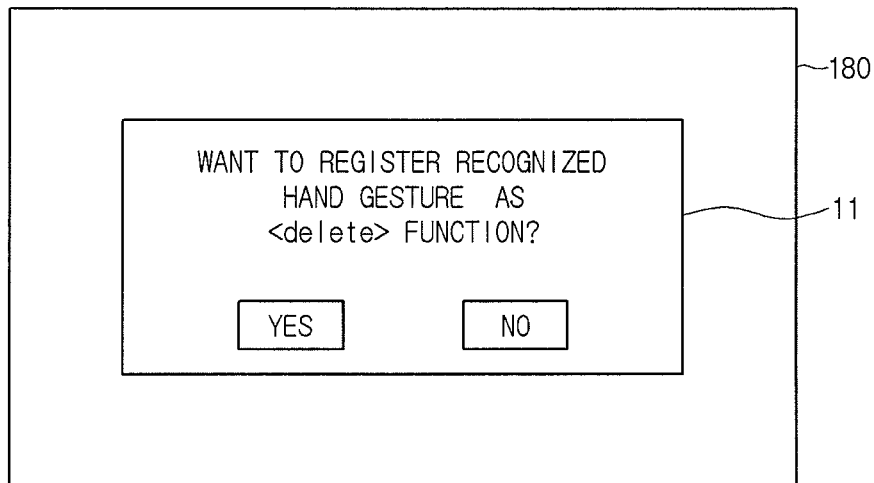 180
WANT TO REGISTER RECOGNIZED
HAND GESTURE AS
<delete> FUNCTION?
11
YES NO